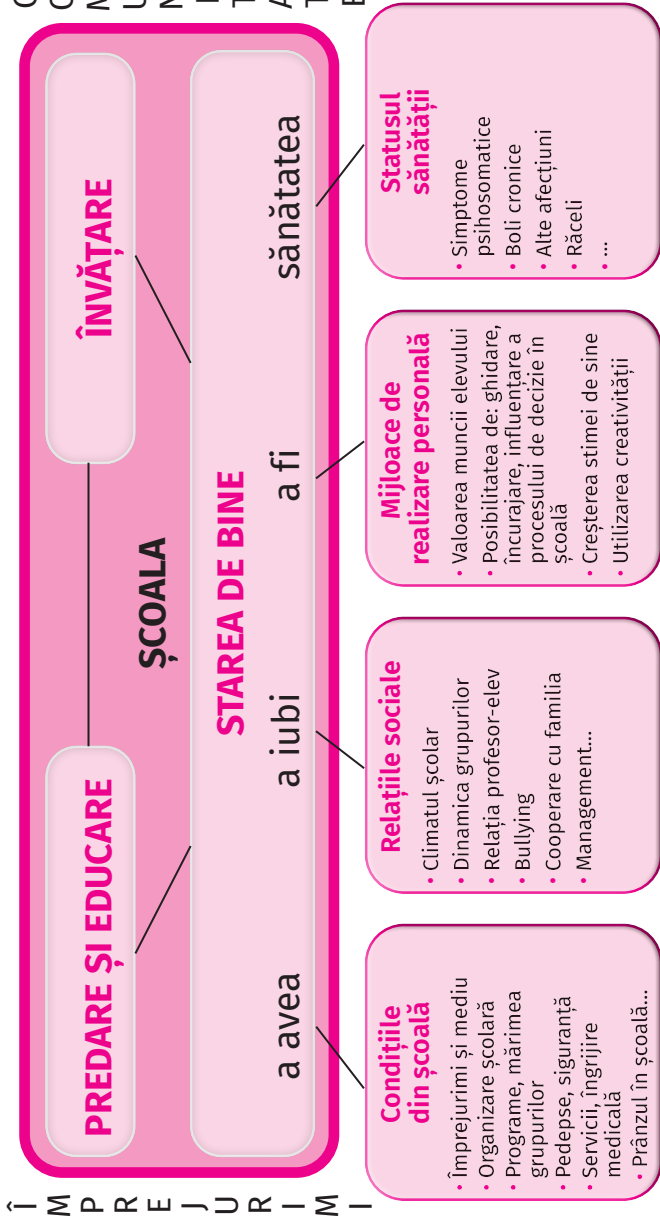 ÎMPREJURIMI
COMUNITATE
PREDARE ȘI EDUCARE
ÎNVĂȚARE
ȘCOALA
STAREA DE BINE
a avea
a iubi
a fi
sănătatea
Condițiile
din școală
• Împrejurimi și mediu
• Organizare școlară
• Programe, mărimea
grupurilor
• Pedepse, siguranță
• Servicii, îngrijire
medicală
• Prânzul în școală...
Relațiile sociale
• Climatul școlar
• Dinamica grupurilor
• Relația profesor-elev
• Bullying
• Cooperare cu familia
• Management...
Mijloace de
realizare personală
• Valoarea muncii elevului
• Posibilitatea de: ghidare,
încurajare, influențare a
procesului de decizie în
școală
• Creșterea stimei de sine
• Utilizarea creativității
Statusul
sănătății
• Simptome
psihosomatice
• Boli cronice
• Alte afecțiuni
• Răceli
• ...